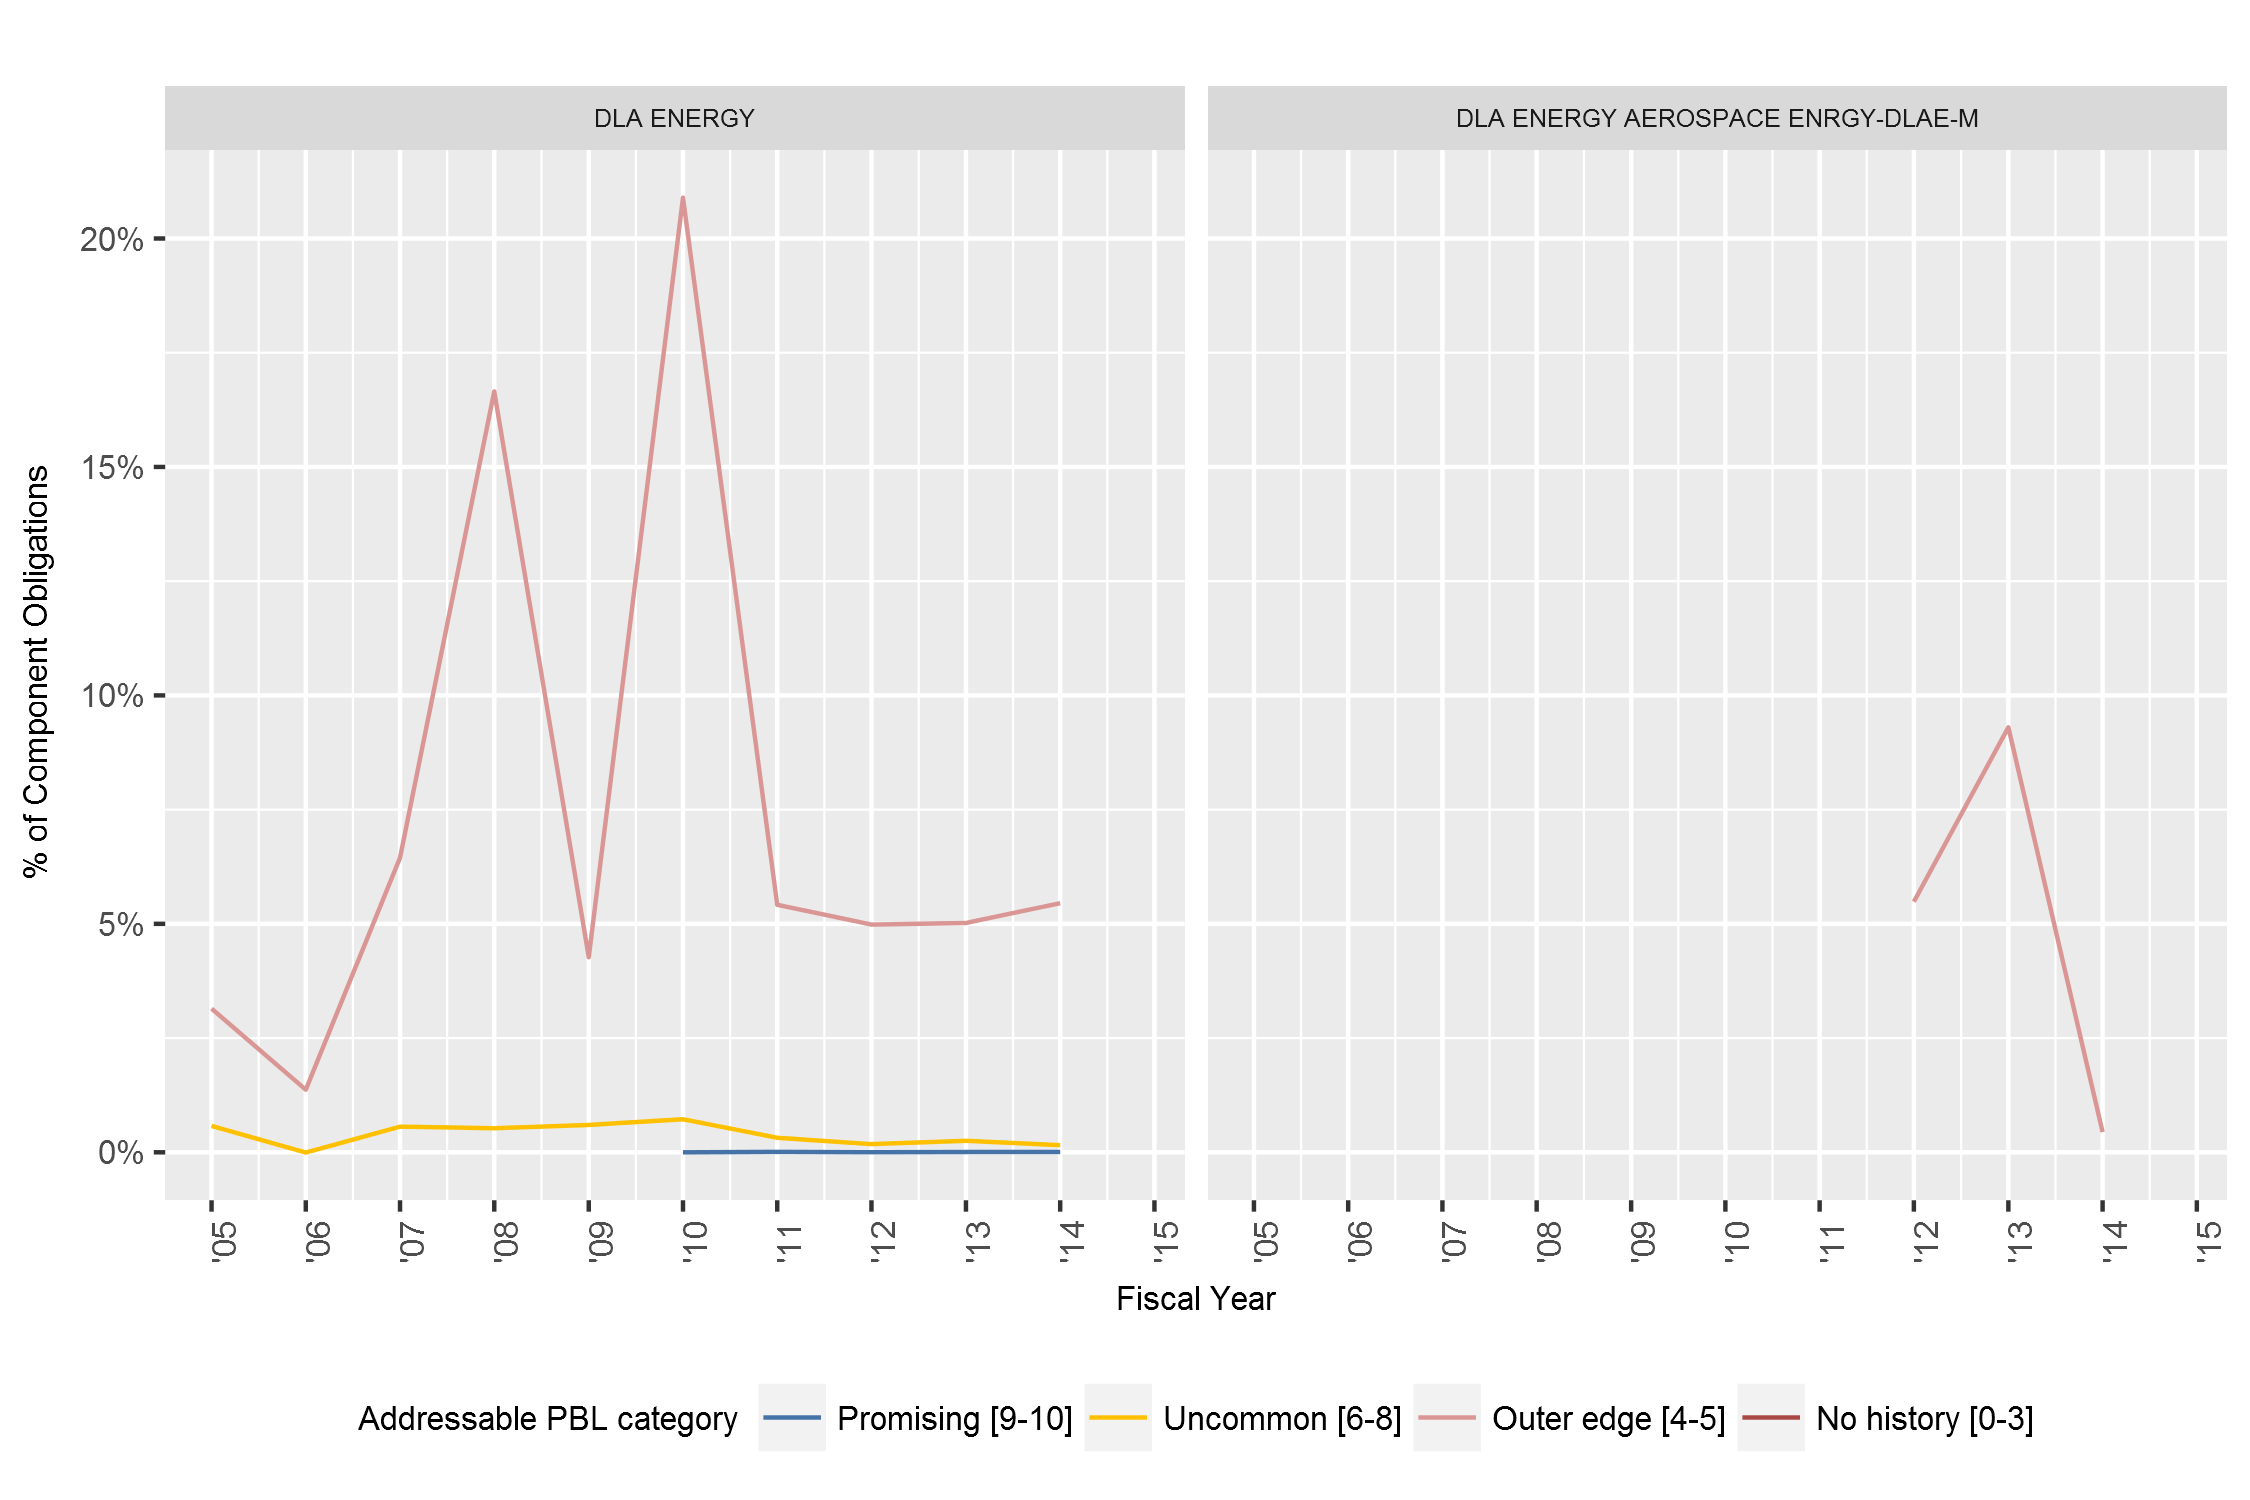 DLA ENERGY
DLA ENERGY AEROSPACE ENRGY-DLAE-M
% of Component Obligations
20%
15%
10%
5%
0%
'05 '06 '07 '08 '09 '10 '11 '12 '13 '14 '15
'05 '06 '07 '08 '09 '10 '11 '12 '13 '14 '15
Fiscal Year
Addressable PBL category Promising [9-10] Uncommon [6-8] Outer edge [4-5] No history [0-3]